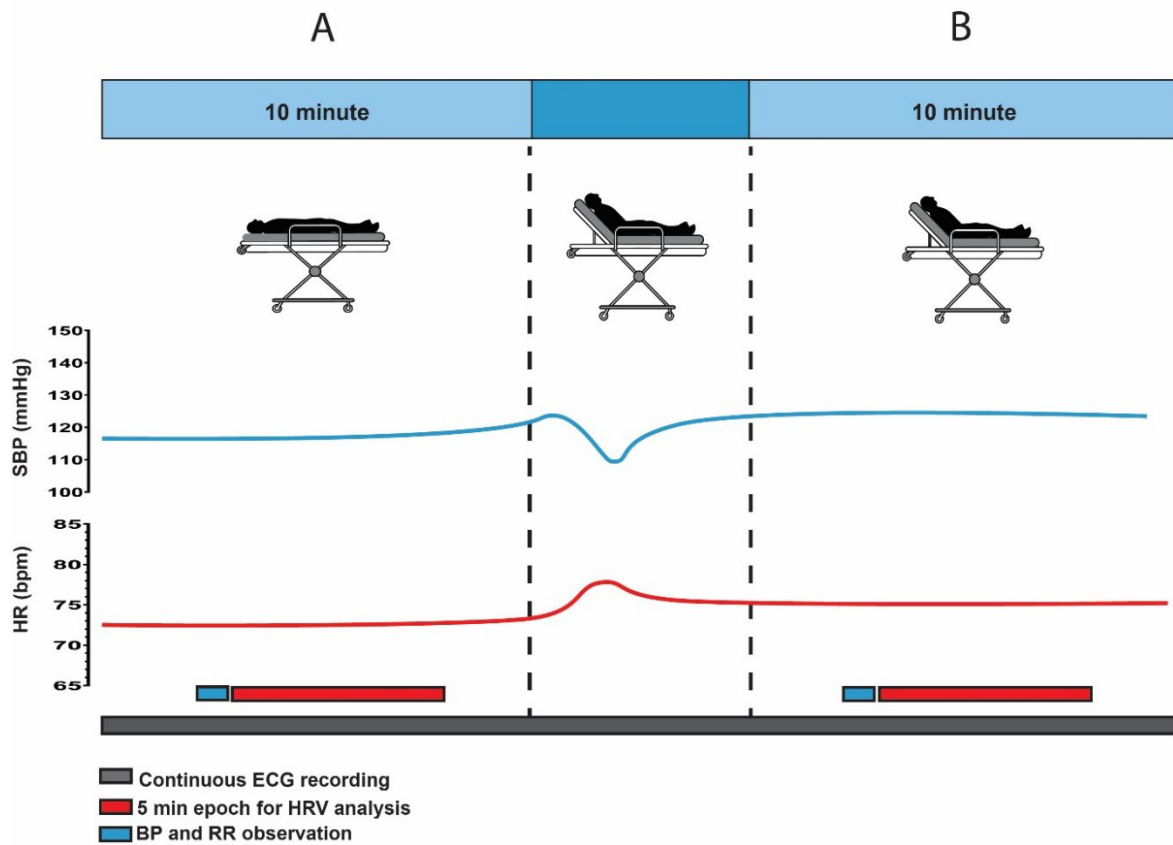 A
B
10 minute
10 minute
SBP (mmHg)
150
140
130
120
110
100
HR (bpm)
85
80
75
70
65
Continuous ECG recording
5 min epoch for HRV analysis
BP and RR observation